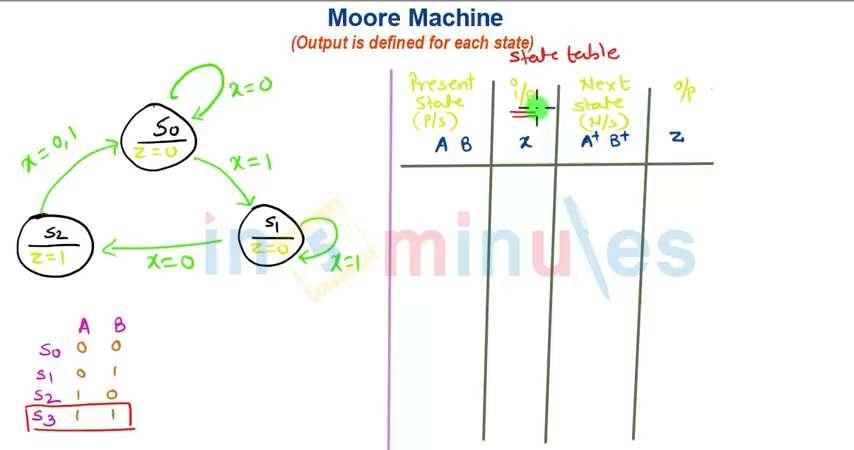 Moore Machine
(Output is defined for each state)
state table
x=0
S0
z=0
x=0,1
x=1
S2
z=1
x=0
S1
z=0
x=1
Present State (P/s)
i/p
Next state (N/s)
o/p
A B
x
A+ B+
z
in 5 minutes
A B
S0 0 0
S1 0 1
S2 1 0
S3 1 1